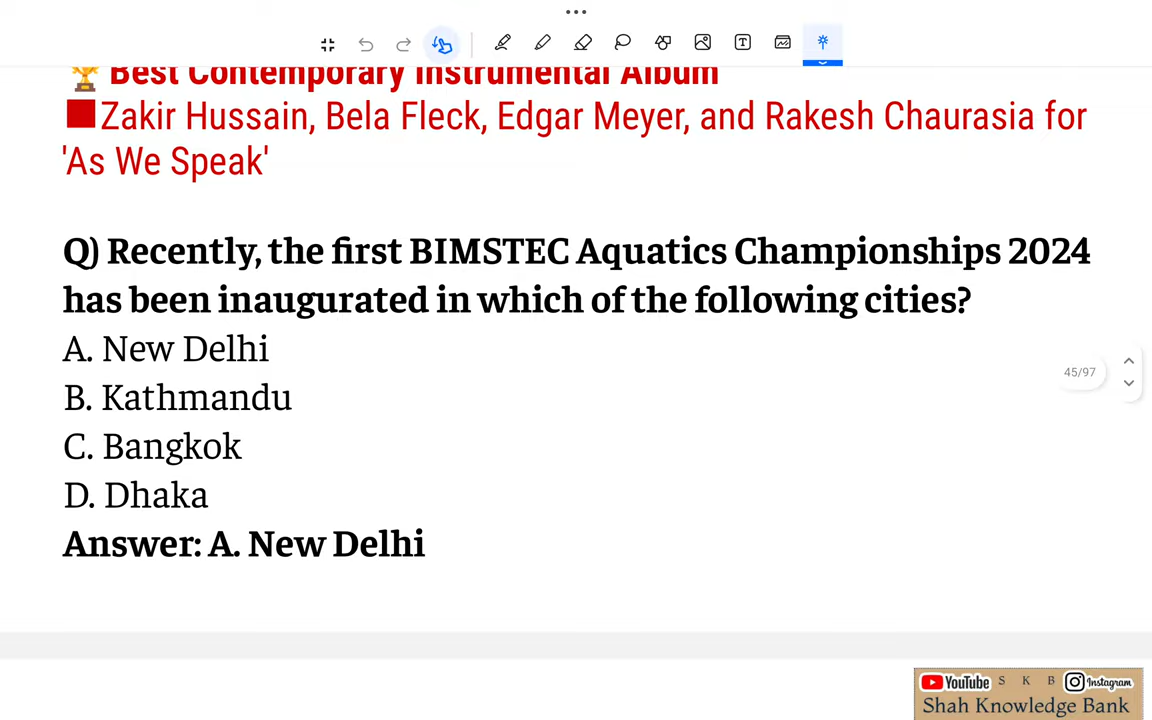 Best Contemporary Instrumental Album
Zakir Hussain, Bela Fleck, Edgar Meyer, and Rakesh Chaurasia for
'As We Speak'
Q) Recently, the first BIMSTEC Aquatics Championships 2024
has been inaugurated in which of the following cities?
A. New Delhi
B. Kathmandu
45/97
C. Bangkok
D. Dhaka
Answer: A. New Delhi
YouTube S K B Instagram
Shah Knowledge Bank